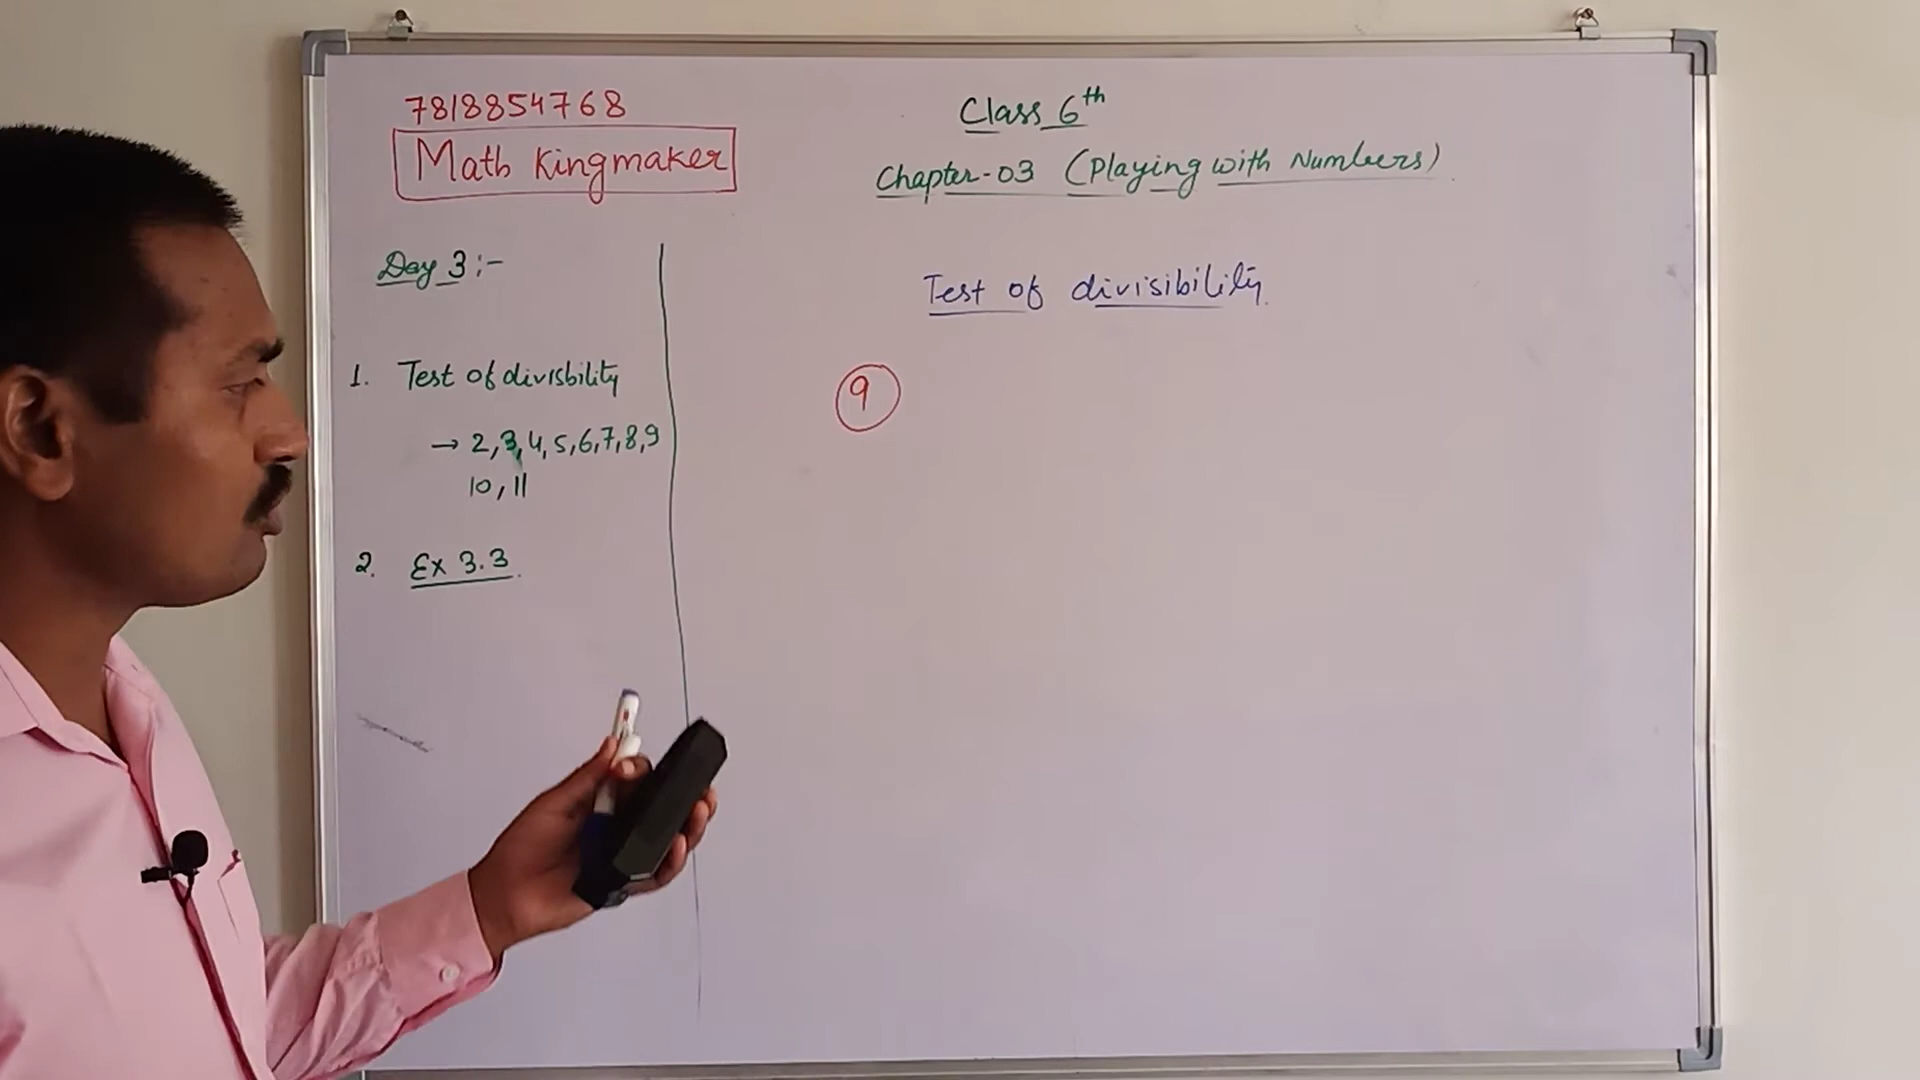 7818854768
Math Kingmaker
Class 6th
Chapter-03 (Playing with Numbers)
Day 3:-
1. Test of divisbility
→ 2,3,4,5,6,7,8,9
10,11
2. Ex 3.3
Test of divisibility
9